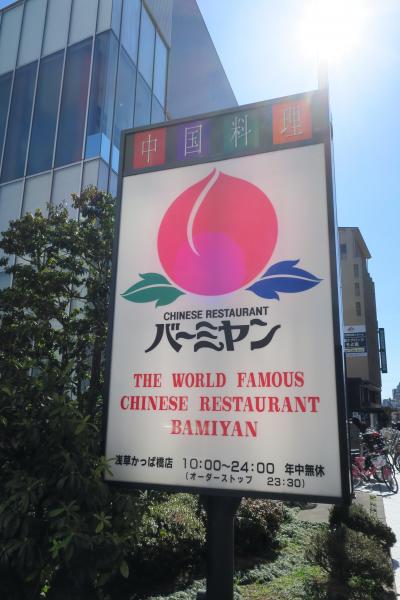 中国料理
CHINESE RESTAURANT
バーミヤン
THE WORLD FAMOUS
CHINESE RESTAURANT
BAMIYAN
浅草かっぱ橋店 10:00~24:00 年中無休
(オーダーストップ 23:30)